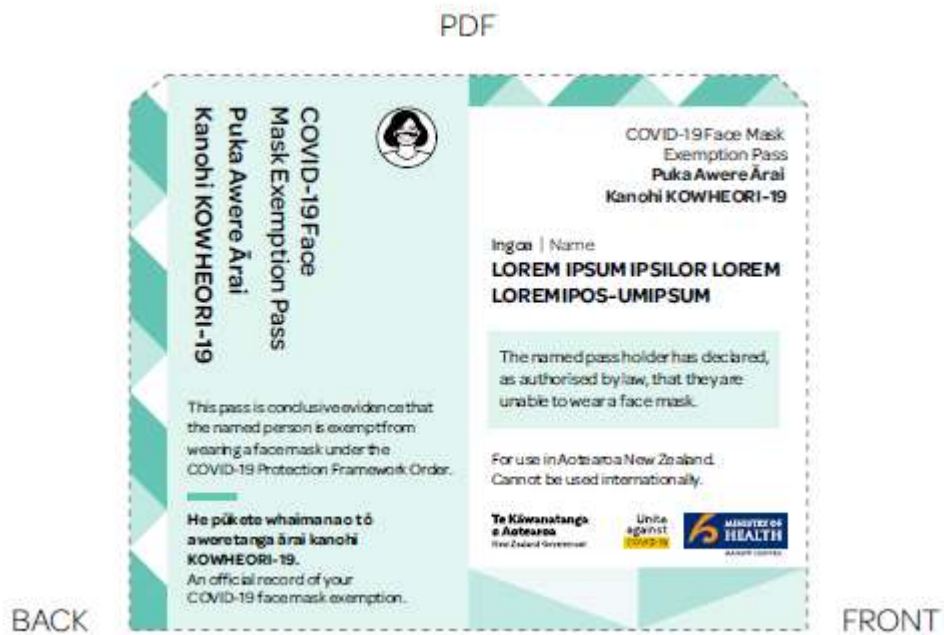 PDF
COVID-19 Face
Mask Exemption Pass
Puka Awere Ārai
Kanohi KOWHEORI-19
This pass is conclusive evidence that
the named person is exempt from
wearing a face mask under the
COVID-19 Protection Framework Order.
He pūkete whaimana o tō
aweretanga ārai kanohi
KOWHEORI-19.
An official record of your
COVID-19 face mask exemption.
BACK
COVID-19 Face Mask
Exemption Pass
Puka Awere Ārai
Kanohi KOWHEORI-19
Ingoa | Name
LOREM IPSUM IPSILOR LOREM
LOREMIPOS-UMIPSUM
The named pass holder has declared,
as authorised by law, that they are
unable to wear a face mask.
For use in Aotearoa New Zealand.
Cannot be used internationally.
Te Kāwanatanga
o Aotearoa
New Zealand Government
Unite
against
COVID-19
MINISTRY OF
HEALTH
MANATŪ HAUORA
FRONT